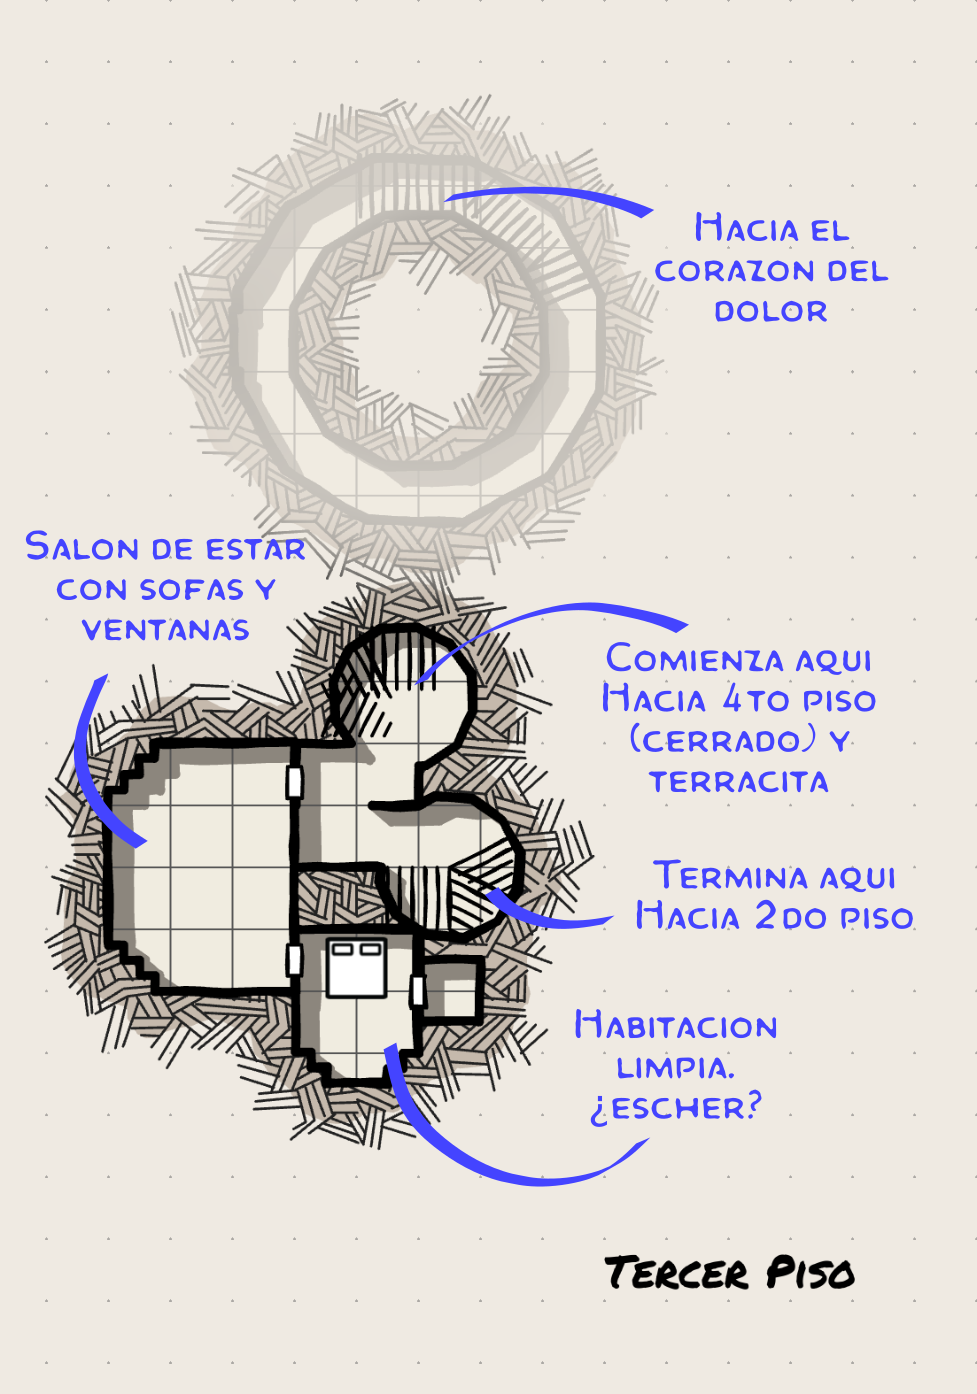 Hacia el
corazon del
dolor
Salon de estar
con sofas y
ventanas
Comienza aqui
Hacia 4to piso
(cerrado) y
terracita
Termina aqui
Hacia 2do piso
Habitacion
limpia.
¿Escher?
Tercer Piso